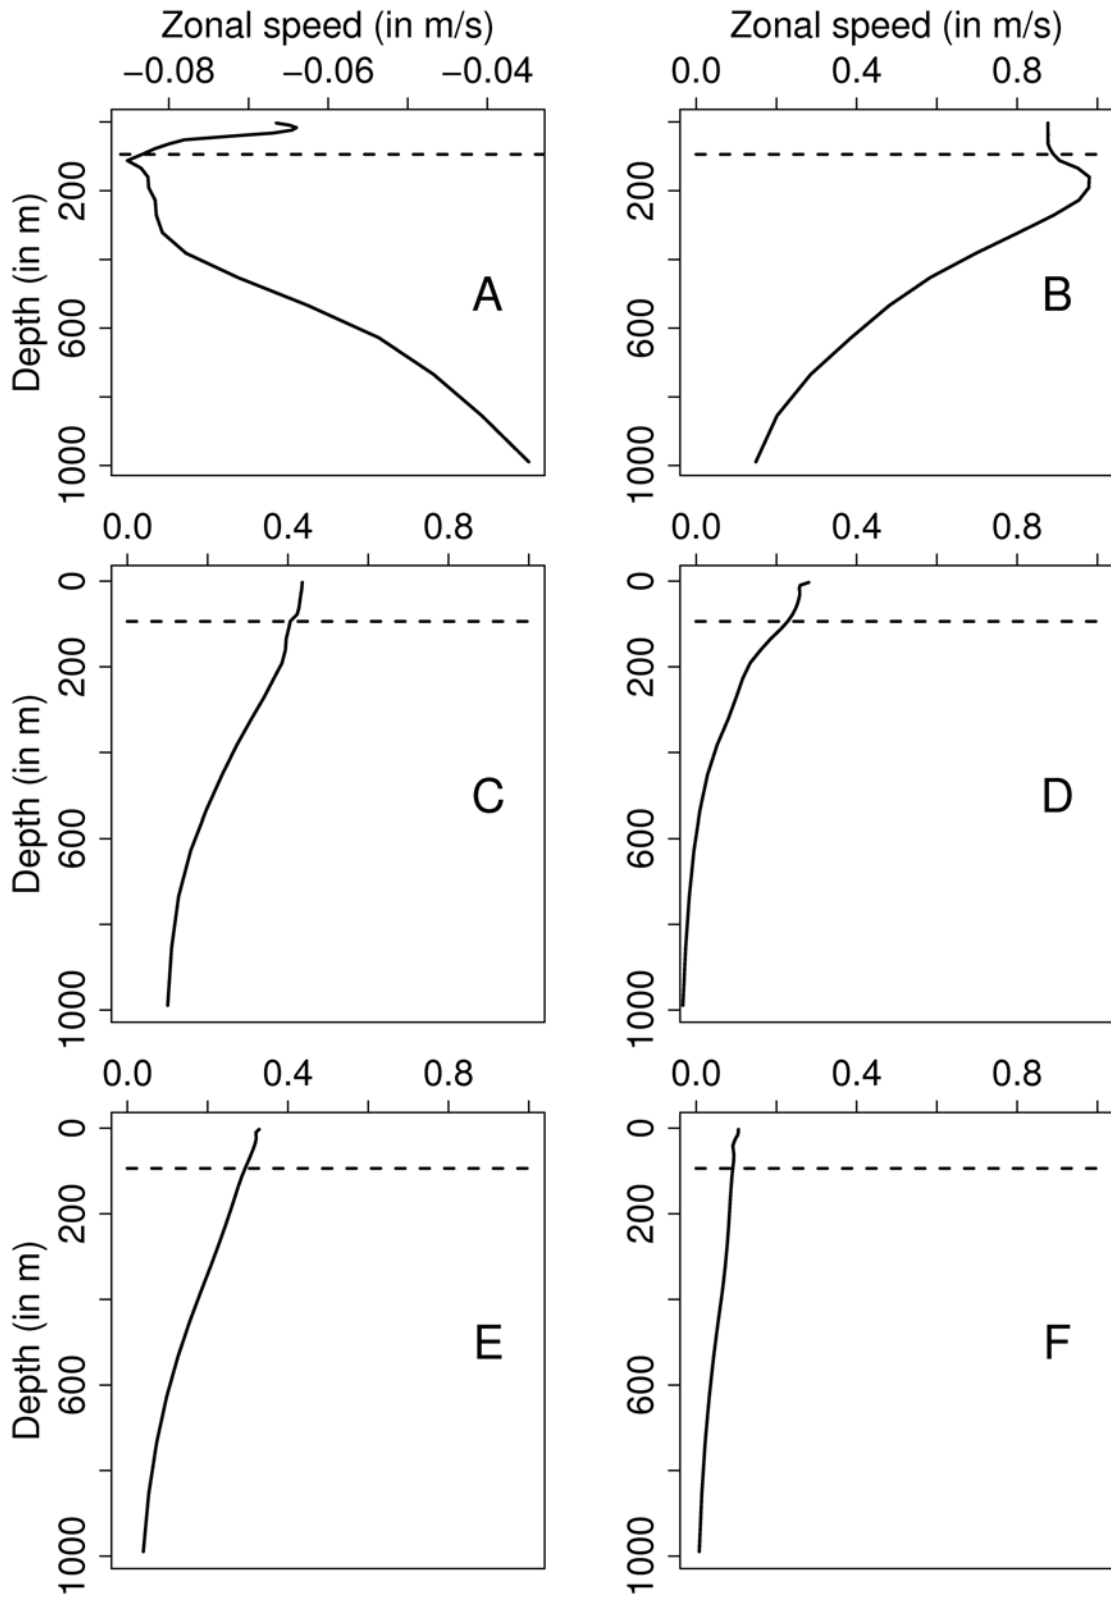 Zonal speed (in m/s) Zonal speed (in m/s)
−0.08 −0.06 −0.04 0.0 0.4 0.8
Depth (in m) 200 600 1000 A 200 600 1000 B
0.0 0.4 0.8 0.0 0.4 0.8
Depth (in m) 0 200 600 1000 C 0 200 600 1000 D
0.0 0.4 0.8 0.0 0.4 0.8
Depth (in m) 0 200 600 1000 E 0 200 600 1000 F